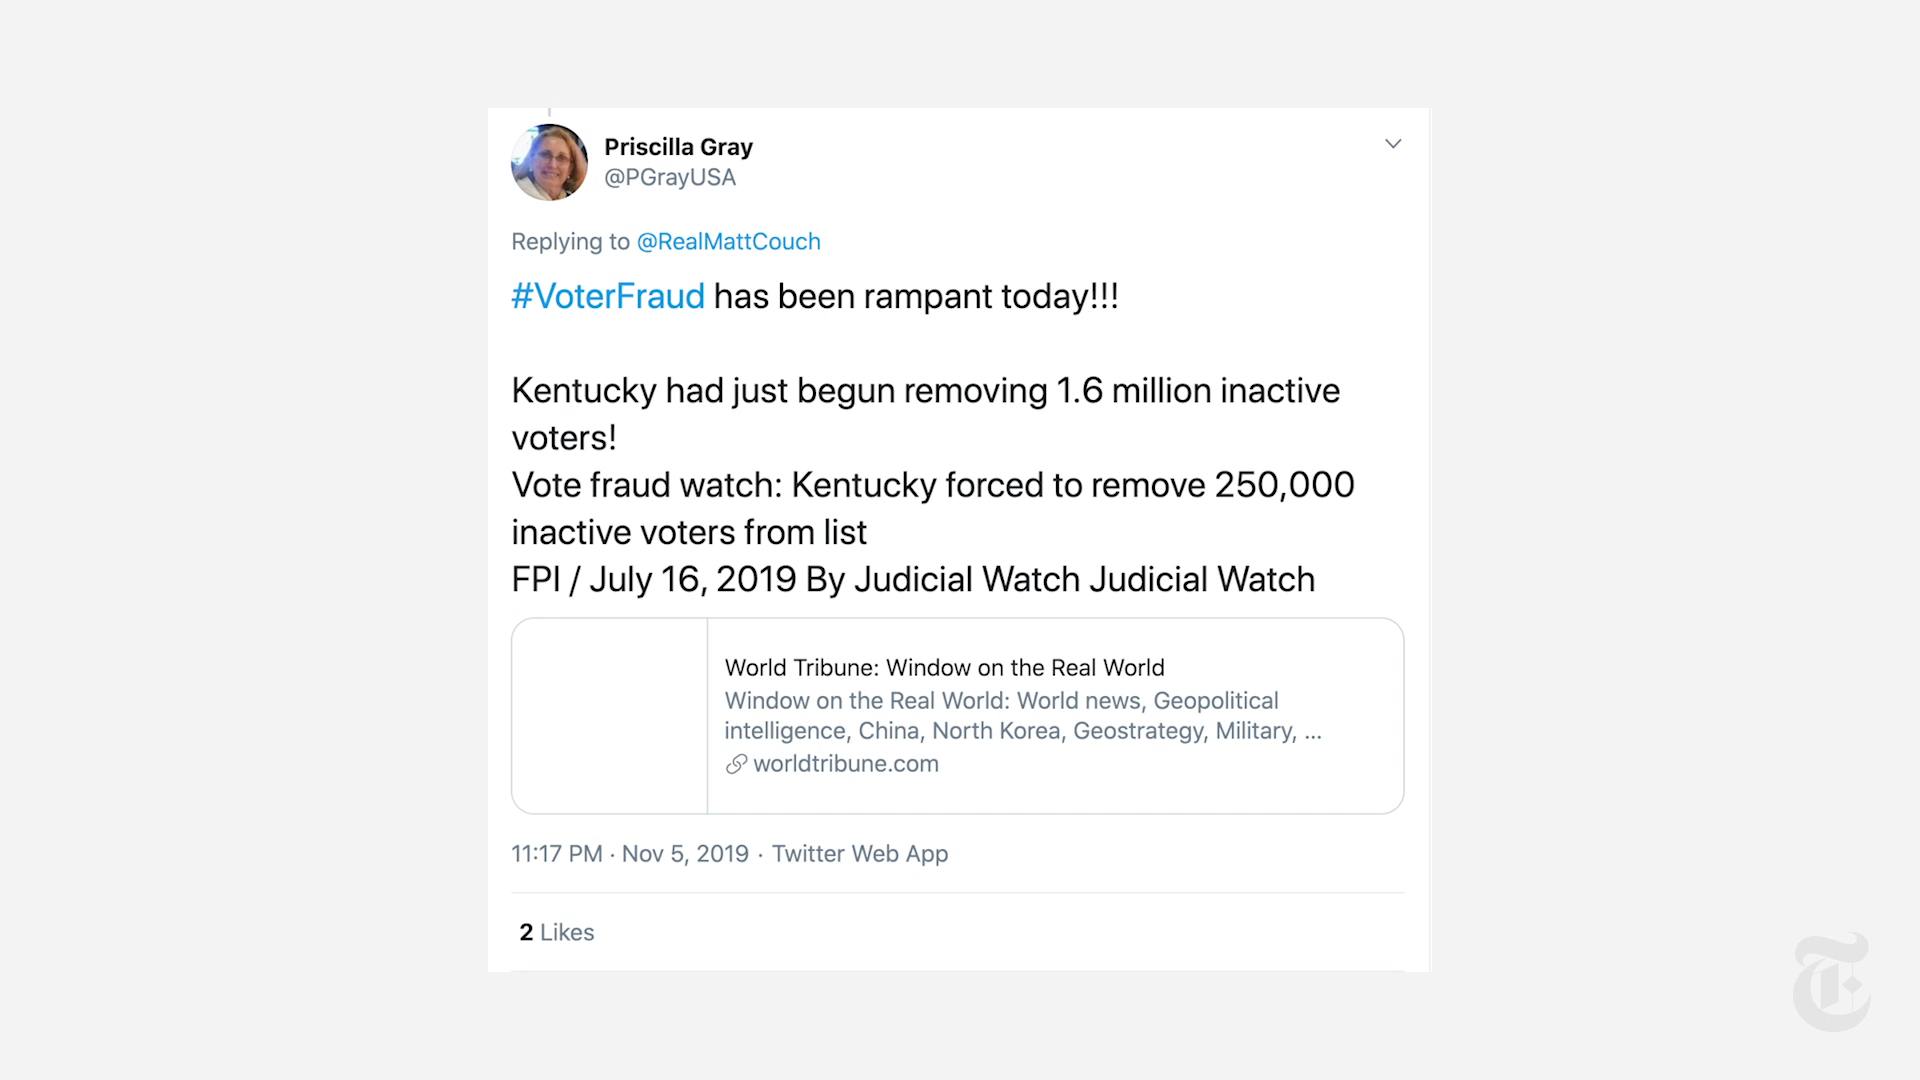 Priscilla Gray
@PGrayUSA
Replying to @RealMattCouch
#VoterFraud has been rampant today!!!
Kentucky had just begun removing 1.6 million inactive
voters!
Vote fraud watch: Kentucky forced to remove 250,000
inactive voters from list
FPI / July 16, 2019 By Judicial Watch Judicial Watch
World Tribune: Window on the Real World
Window on the Real World: World news, Geopolitical
intelligence, China, North Korea, Geostrategy, Military, ...
worldtribune.com
11:17 PM · Nov 5, 2019 · Twitter Web App
2 Likes
T